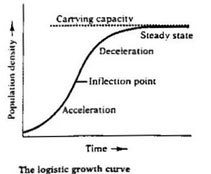 Carrying capacity
Steady state
Deceleration
Inflection point
Acceleration
Population density
Time
The logistic growth curve